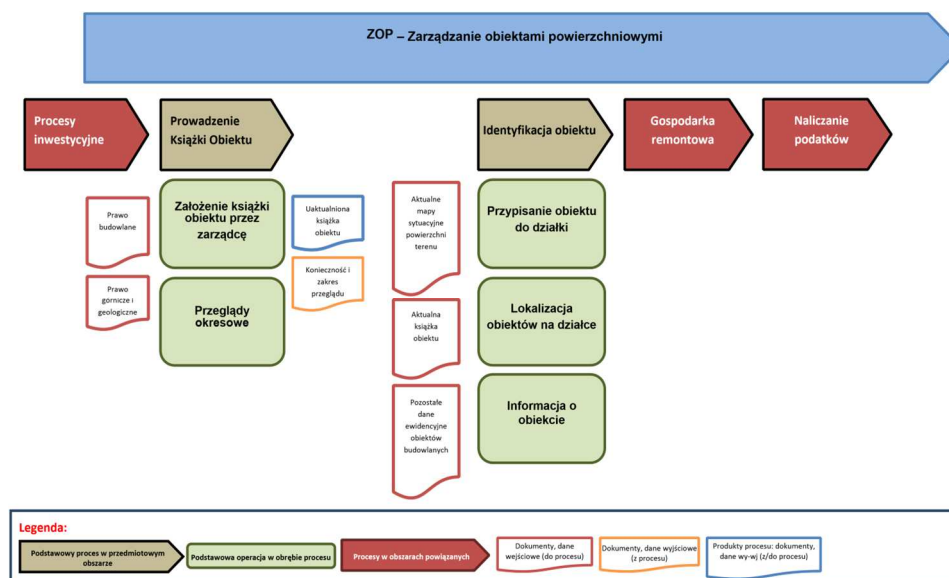 ZOP – Zarządzanie obiektami powierzchniowymi
Procesy
inwestycyjne
Prowadzenie
Książki Obiektu
Identyfikacja obiektu
Gospodarka
remontowa
Naliczanie
podatków
Prawo
budowlane
Założenie książki
obiektu przez
zarządcę
Uaktualniona
książka
obiektu
Prawo
górnicze i
geologiczne
Przeglądy
okresowe
Konieczność i
zakres
przeglądu
Aktualne
mapy
sytuacyjne
powierzchni
terenu
Przypisanie obiektu
do działki
Aktualna
książka
obiektu
Lokalizacja
obiektów na działce
Pozostałe
dane
ewidencyjne
obiektów
budowlanych
Informacja o
obiekcie
Legenda:
Podstawowy proces w przedmiotowym
obszarze
Podstawowa operacja w obrębie procesu
Procesy w obszarach powiązanych
Dokumenty, dane
wejściowe (do procesu)
Dokumenty, dane wyjściowe
(z procesu)
Produkty procesu: dokumenty,
dane wy-wj (z/do procesu)